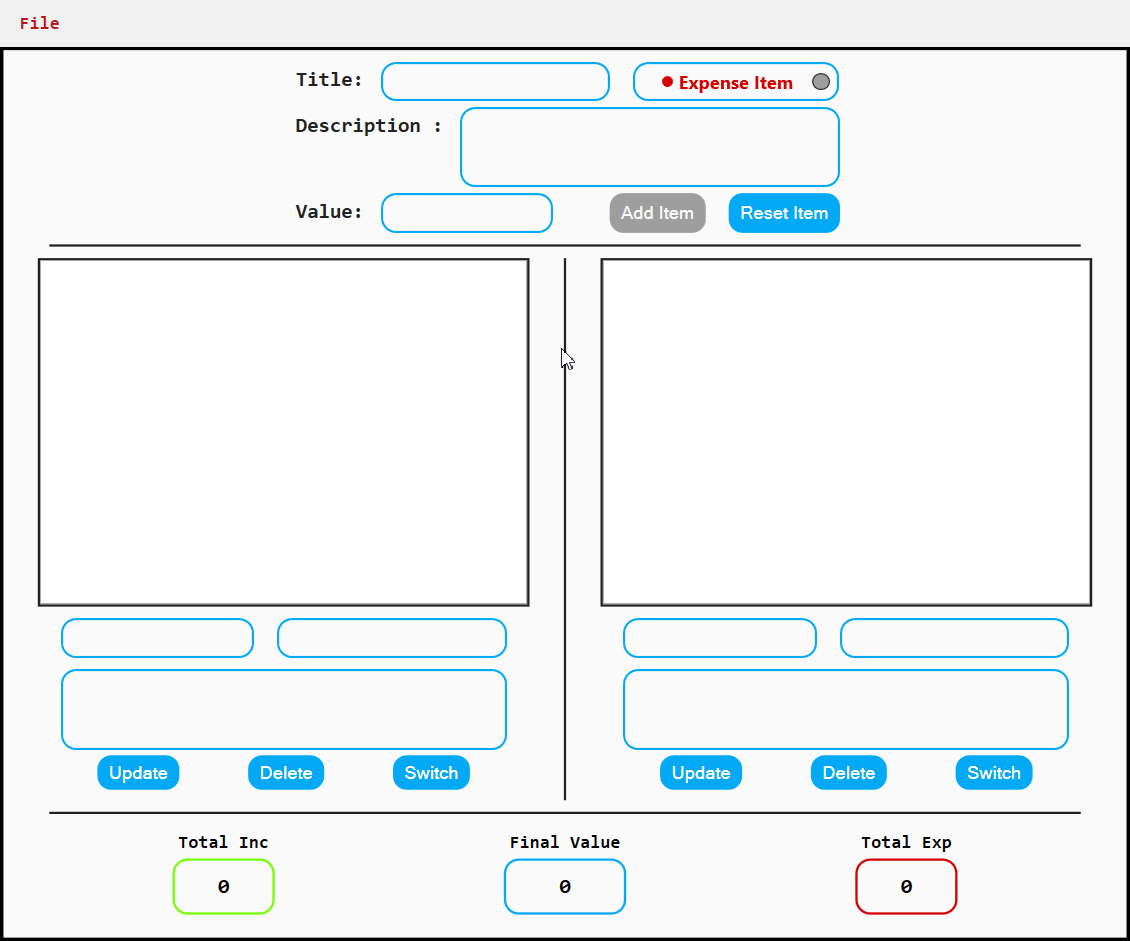 File
Title:
Expense Item
Description :
Value:
Add Item
Reset Item
Update
Delete
Switch
Update
Delete
Switch
Total Inc
Final Value
Total Exp
0
0
0